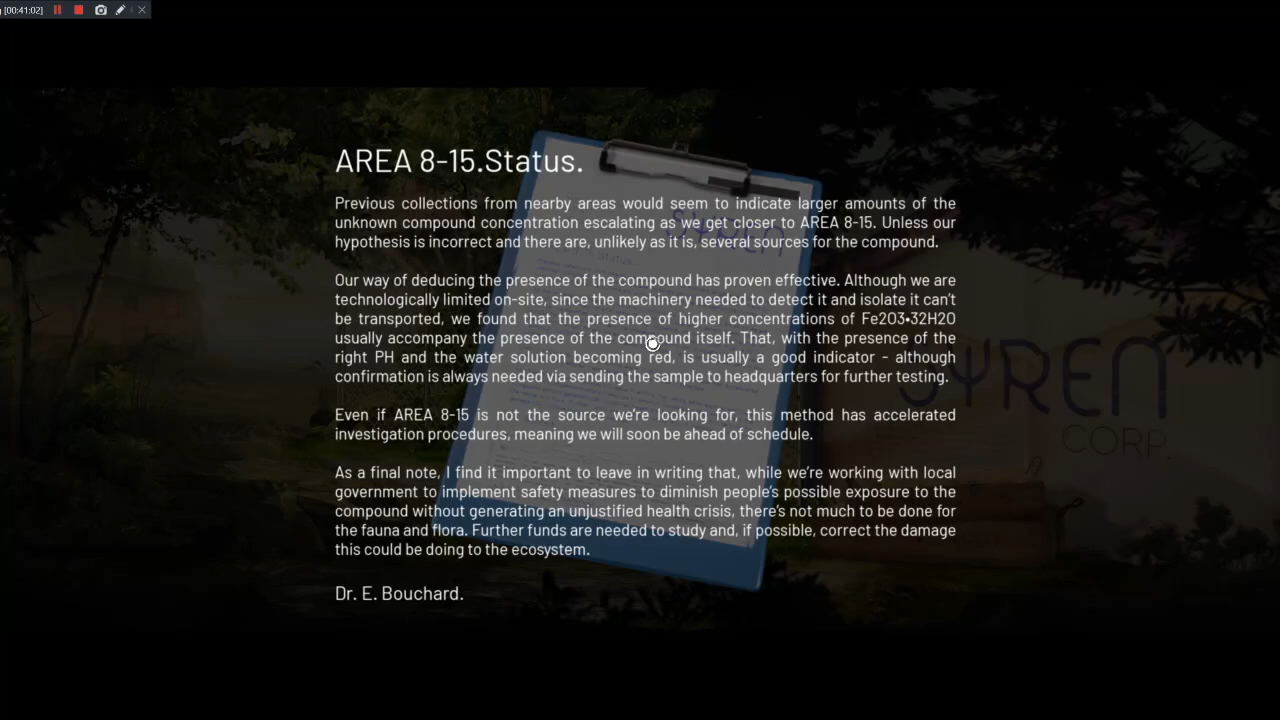 [00:41:02]
AREA 8-15.Status.
Previous collections from nearby areas would seem to indicate larger amounts of the
unknown compound concentration escalating as we get closer to AREA 8-15. Unless our
hypothesis is incorrect and there are, unlikely as it is, several sources for the compound.
Our way of deducing the presence of the compound has proven effective. Although we are
technologically limited on-site, since the machinery needed to detect it and isolate it can't
be transported, we found that the presence of higher concentrations of Fe2O3•32H2O
usually accompany the presence of the compound itself. That, with the presence of the
right PH and the water solution becoming red, is usually a good indicator - although
confirmation is always needed via sending the sample to headquarters for further testing.
Even if AREA 8-15 is not the source we're looking for, this method has accelerated
investigation procedures, meaning we will soon be ahead of schedule.
As a final note, I find it important to leave in writing that, while we're working with local
government to implement safety measures to diminish people's possible exposure to the
compound without generating an unjustified health crisis, there's not much to be done for
the fauna and flora. Further funds are needed to study and, if possible, correct the damage
this could be doing to the ecosystem.
Dr. E. Bouchard.
SYREN
SYREN
CORP.